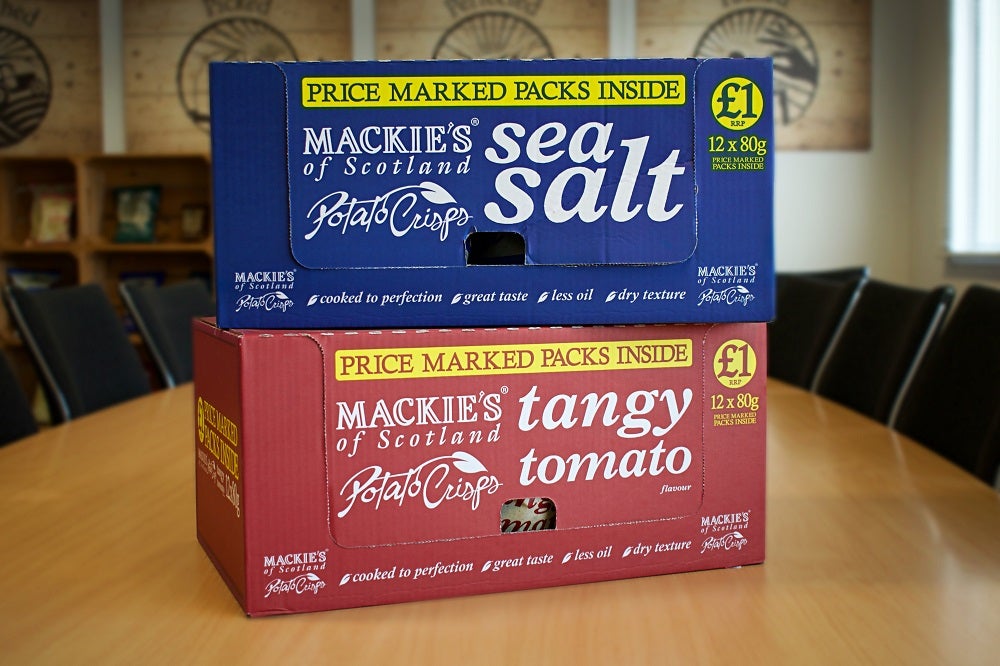 PRICE MARKED PACKS INSIDE
£1
RRP
12 x 80g
PRICE MARKED
PACKS INSIDE
MACKIE'S®
of Scotland
Potato Crisps
sea
salt
MACKIE'S
of Scotland
Potato Crisps
cooked to perfection great taste less oil dry texture
MACKIE'S
of Scotland
Potato Crisps
PRICE MARKED PACKS INSIDE
£1
RRP
12 x 80g
PRICE MARKED
PACKS INSIDE
MACKIE'S®
of Scotland
Potato Crisps
tangy
tomato
flavour
MACKIE'S
of Scotland
Potato Crisps
cooked to perfection great taste less oil dry texture
MACKIE'S
of Scotland
Potato Crisps
PRICE MARKED
PACKS INSIDE